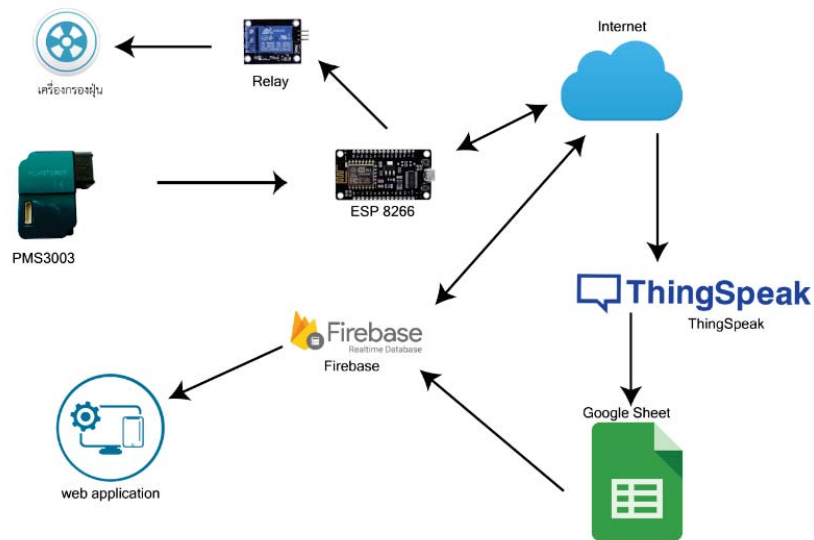 Internet
Relay
เครื่องกรองฝุ่น
ESP 8266
PMS3003
ThingSpeak
ThingSpeak
Firebase
Realtime Database
Firebase
Google Sheet
web application